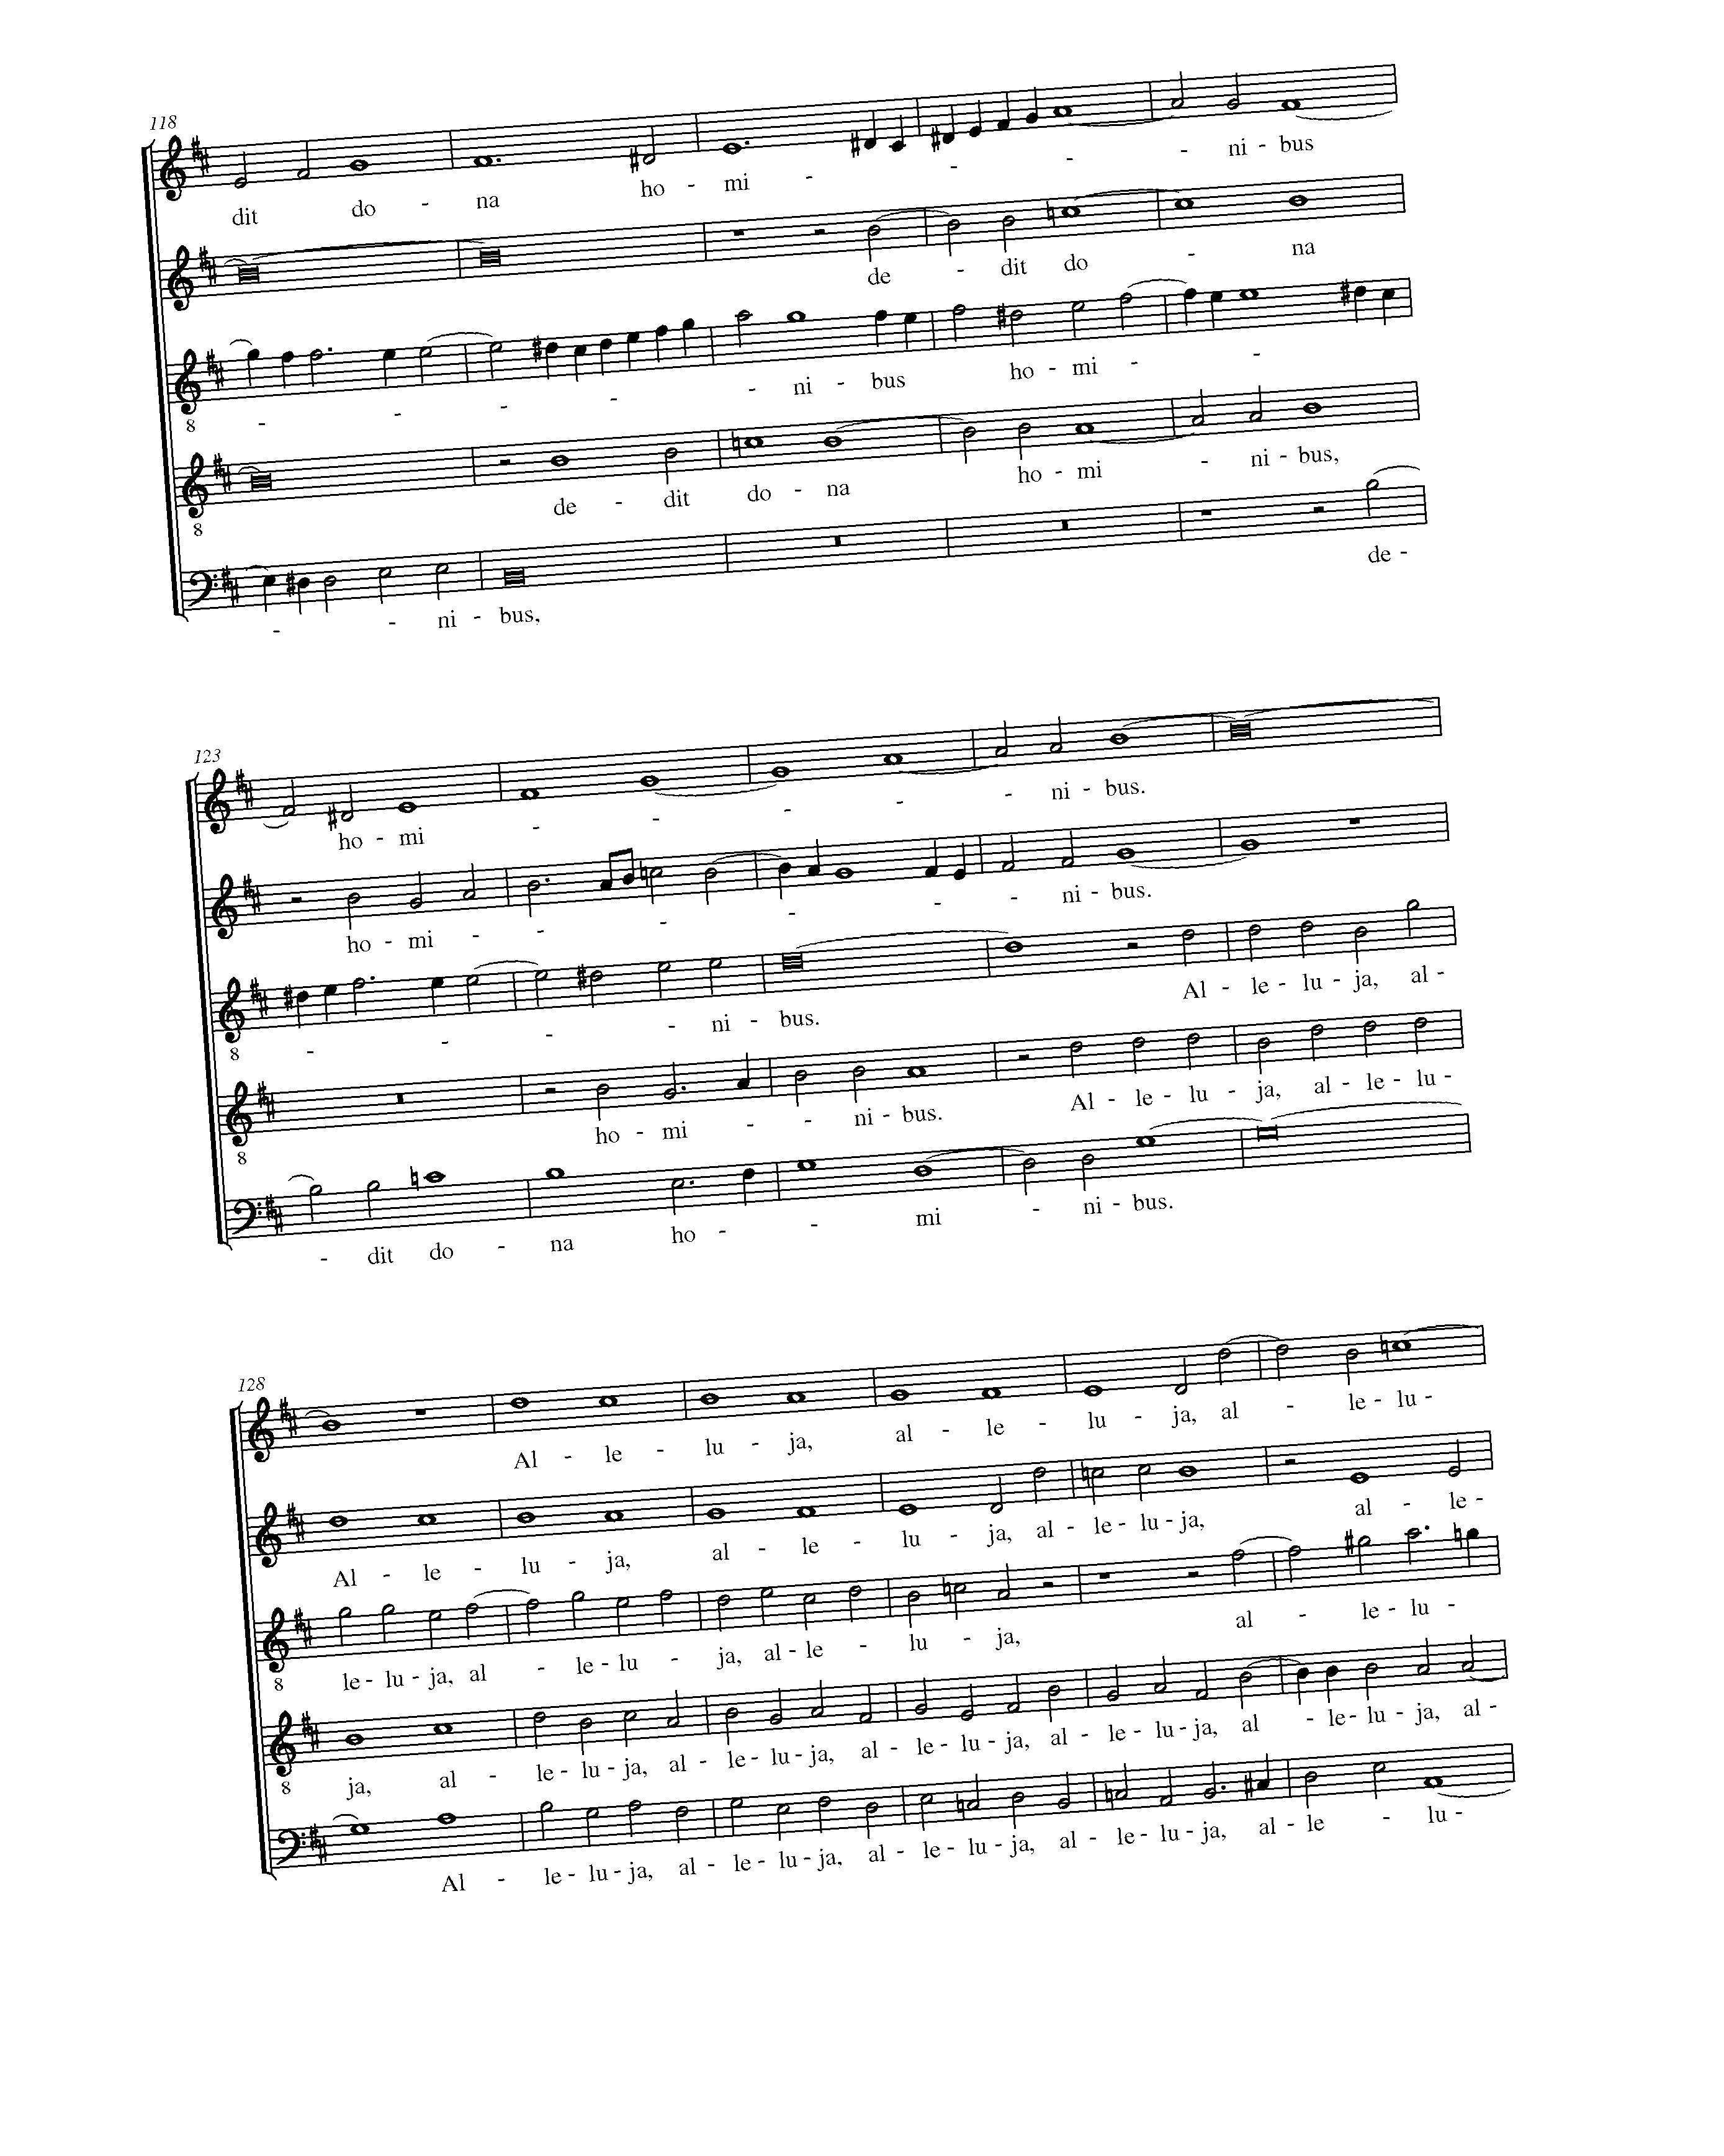 118
dit do - na ho - mi - - - - ni - bus
de - dit do - na
8
- - - - - ni - bus ho - mi - - -
8
de - dit do - na ho - mi - ni - bus,
- - ni - bus, de -
123
ho - mi - - - - - ni - bus.
ho - mi - - - - - - - ni - bus.
8
- - - - ni - bus. Al - le - lu - ja, al -
8
ho - mi - - ni - bus. Al - le - lu - ja, al - le - lu -
- dit do - na ho - - mi - ni - bus.
128
Al - le - lu - ja, al - le - lu - ja, al - le - lu -
Al - le - lu - ja, al - le - lu - ja, al - le - lu - ja, al - le -
8
le - lu - ja, al - le - lu - ja, al - le - lu - ja, al - le - lu -
8
ja, al - le - lu - ja, al - le - lu - ja, al - le - lu - ja, al - le - lu - ja, al - le - lu - ja, al -
Al - le - lu - ja, al - le - lu - ja, al - le - lu - ja, al - le - lu - ja, al - le - lu -